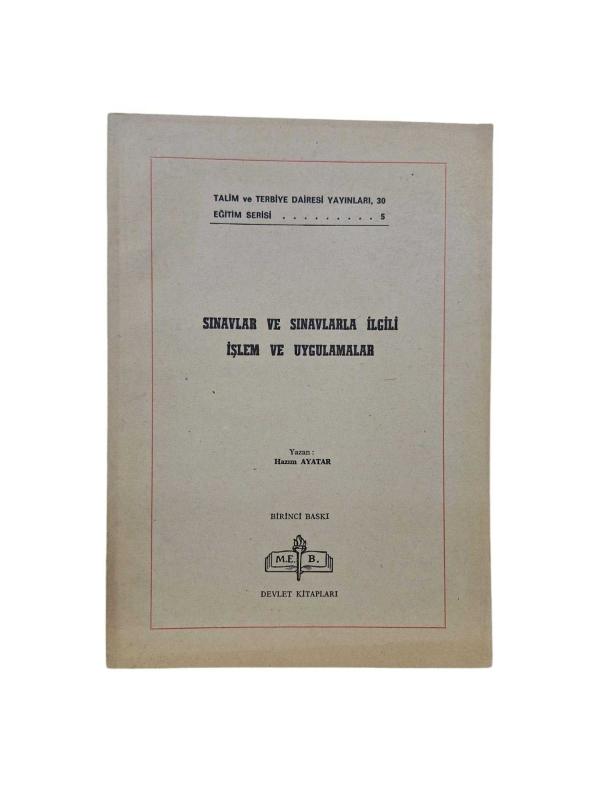 TALİM ve TERBİYE DAİRESİ YAYINLARI, 30
EĞİTİM SERİSİ . . . . . . . . . 5
SINAVLAR VE SINAVLARLA İLGİLİ
İŞLEM VE UYGULAMALAR
Yazan :
Hazım AYATAR
BİRİNCİ BASKI
M.E. B.
DEVLET KİTAPLARI